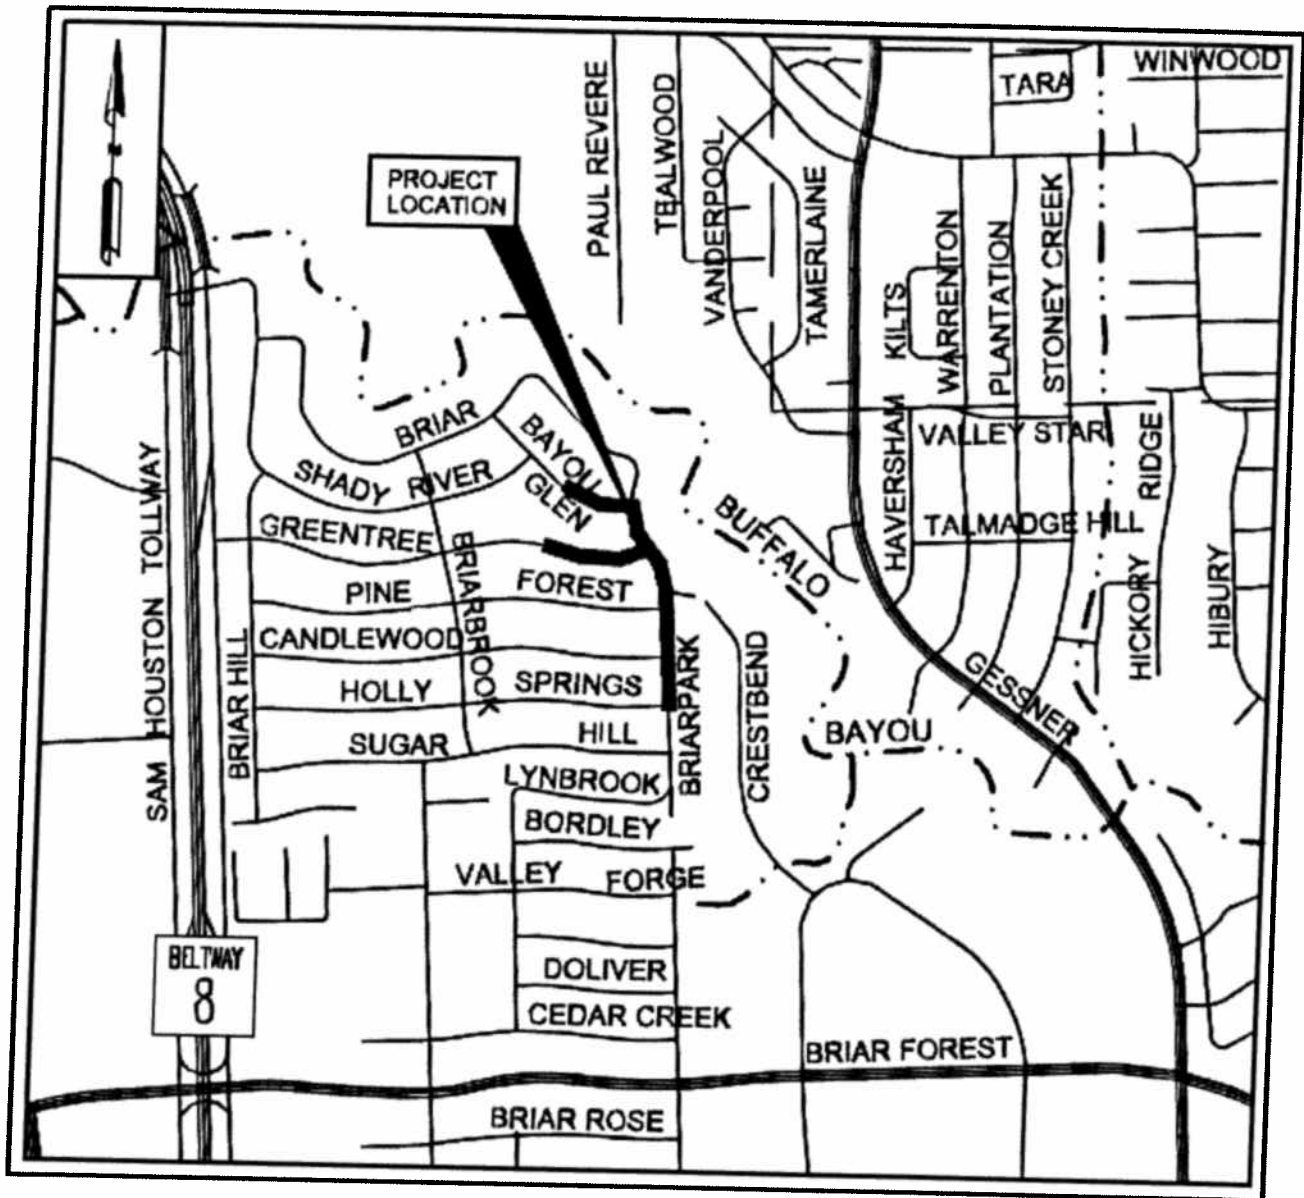 WINWOOD
TARA
PAUL REVERE
TEALWOOD
VANDERPOOL
TAMERLAINE
PROJECT
LOCATION
N
KILTS
WARRENTON
PLANTATION
STONEY CREEK
BRIAR
BAYOU
GLEN
SHADY RIVER
VALLEY STAR
HAVERSHAM
RIDGE
HICKORY
TALMADGE HILL
HIBURY
SAM HOUSTON TOLLWAY
GREENTREE
BRIARBROOK
BUFFALO
BAYOU
PINE FOREST
CANDLEWOOD
BRIAR HILL
HOLLY SPRINGS
BRIARPARK
CRESTBEND
GESSNER
SUGAR HILL
LYNBROOK
BORDLEY
VALLEY FORGE
BELTWAY
8
DOLIVER
CEDAR CREEK
BRIAR FOREST
BRIAR ROSE